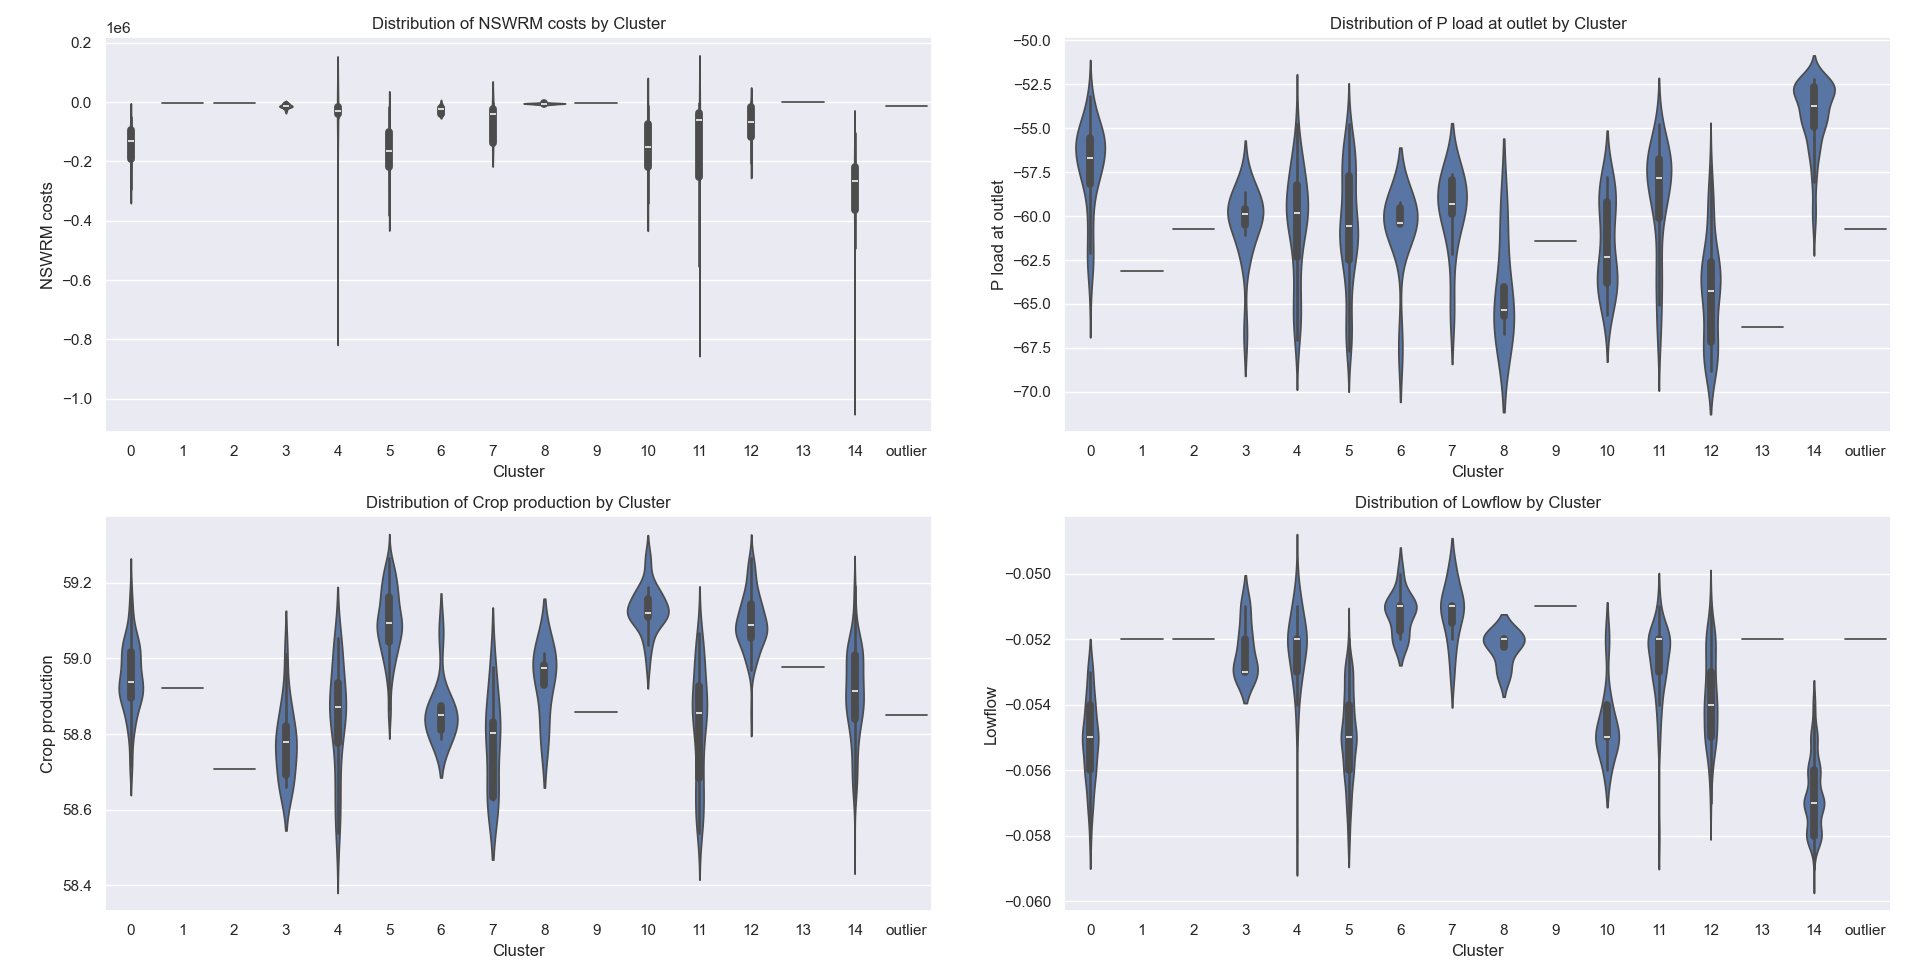 Distribution of NSWRM costs by Cluster
1e6
0.2
0.0
−0.2
−0.4
−0.6
−0.8
−1.0
NSWRM costs
0 1 2 3 4 5 6 7 8 9 10 11 12 13 14 outlier
Cluster
Distribution of P load at outlet by Cluster
−50.0
−52.5
−55.0
−57.5
−60.0
−62.5
−65.0
−67.5
−70.0
P load at outlet
0 1 2 3 4 5 6 7 8 9 10 11 12 13 14 outlier
Cluster
Distribution of Crop production by Cluster
59.2
59.0
58.8
58.6
58.4
Crop production
0 1 2 3 4 5 6 7 8 9 10 11 12 13 14 outlier
Cluster
Distribution of Lowflow by Cluster
−0.050
−0.052
−0.054
−0.056
−0.058
−0.060
Lowflow
0 1 2 3 4 5 6 7 8 9 10 11 12 13 14 outlier
Cluster